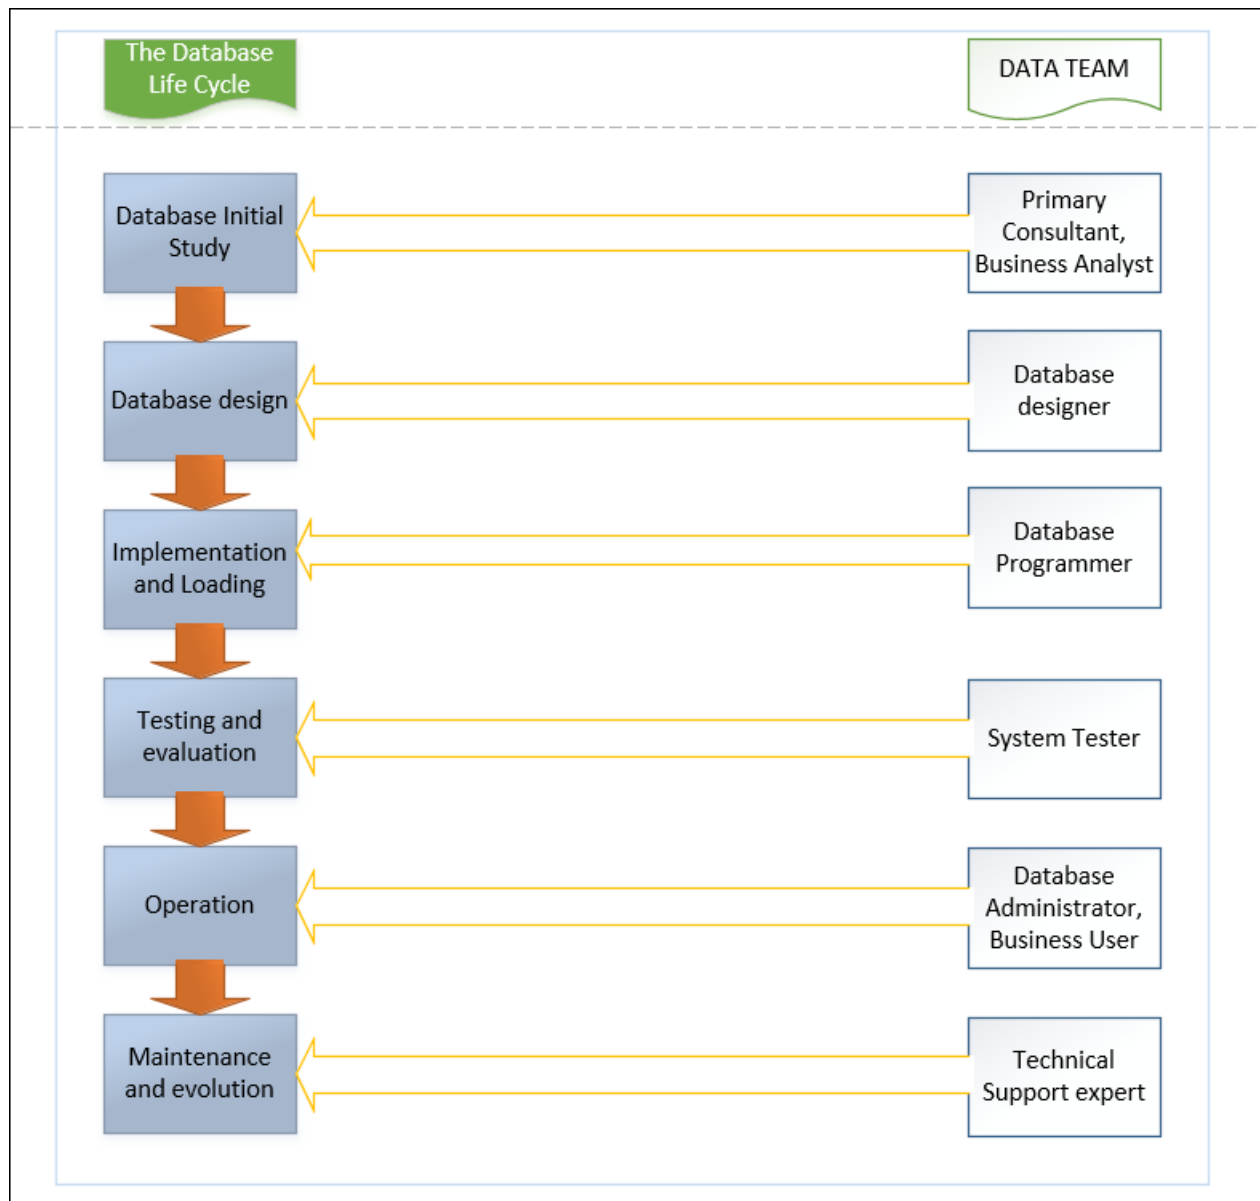 The Database
Life Cycle
DATA TEAM
Database Initial
Study
Primary
Consultant,
Business Analyst
Database design
Database
designer
Implementation
and Loading
Database
Programmer
Testing and
evaluation
System Tester
Operation
Database
Administrator,
Business User
Maintenance
and evolution
Technical
Support expert